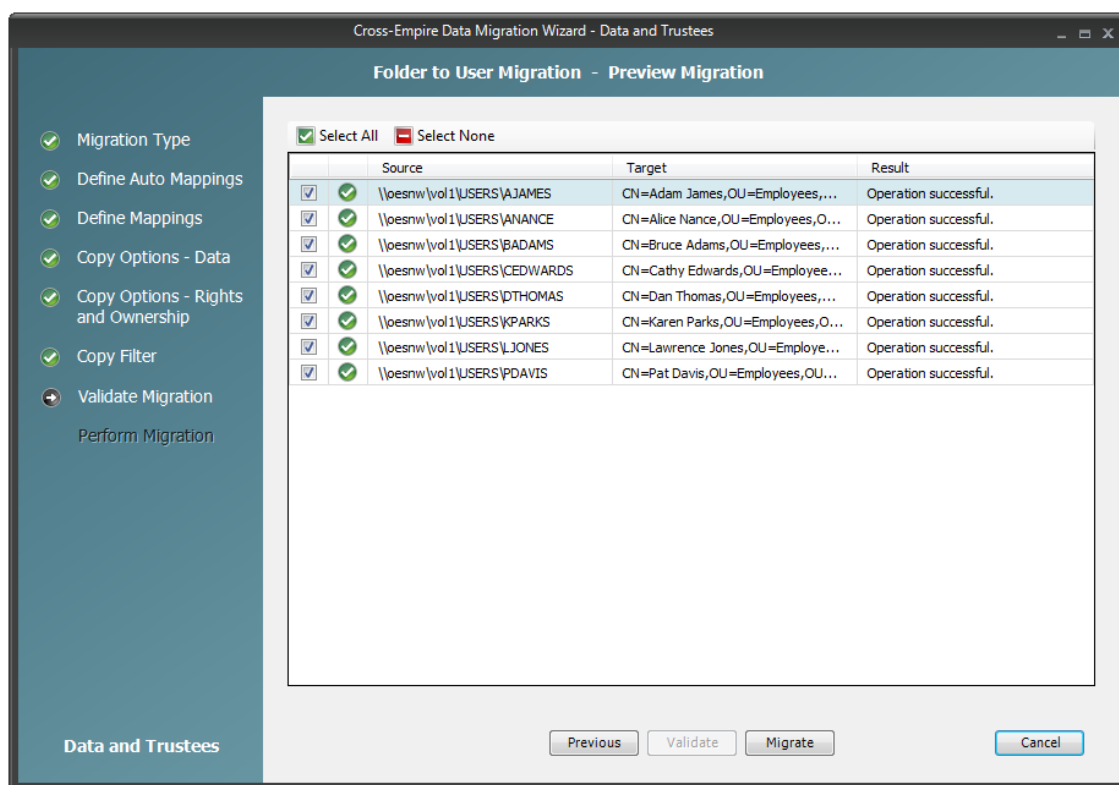 Cross-Empire Data Migration Wizard - Data and Trustees
Folder to User Migration - Preview Migration
Migration Type
Define Auto Mappings
Define Mappings
Copy Options - Data
Copy Options - Rights
and Ownership
Copy Filter
Validate Migration
Perform Migration
Data and Trustees
Select All Select None
Source Target Result
\\oesnw\vol1\USERS\AJAMES CN=Adam James,OU=Employees,... Operation successful.
\\oesnw\vol1\USERS\ANANCE CN=Alice Nance,OU=Employees,O... Operation successful.
\\oesnw\vol1\USERS\BADAMS CN=Bruce Adams,OU=Employees,... Operation successful.
\\oesnw\vol1\USERS\CEDWARDS CN=Cathy Edwards,OU=Employee... Operation successful.
\\oesnw\vol1\USERS\DTHOMAS CN=Dan Thomas,OU=Employees,... Operation successful.
\\oesnw\vol1\USERS\KPARKS CN=Karen Parks,OU=Employees,O... Operation successful.
\\oesnw\vol1\USERS\LJONES CN=Lawrence Jones,OU=Employe... Operation successful.
\\oesnw\vol1\USERS\PDAVIS CN=Pat Davis,OU=Employees,OU... Operation successful.
Previous Validate Migrate Cancel